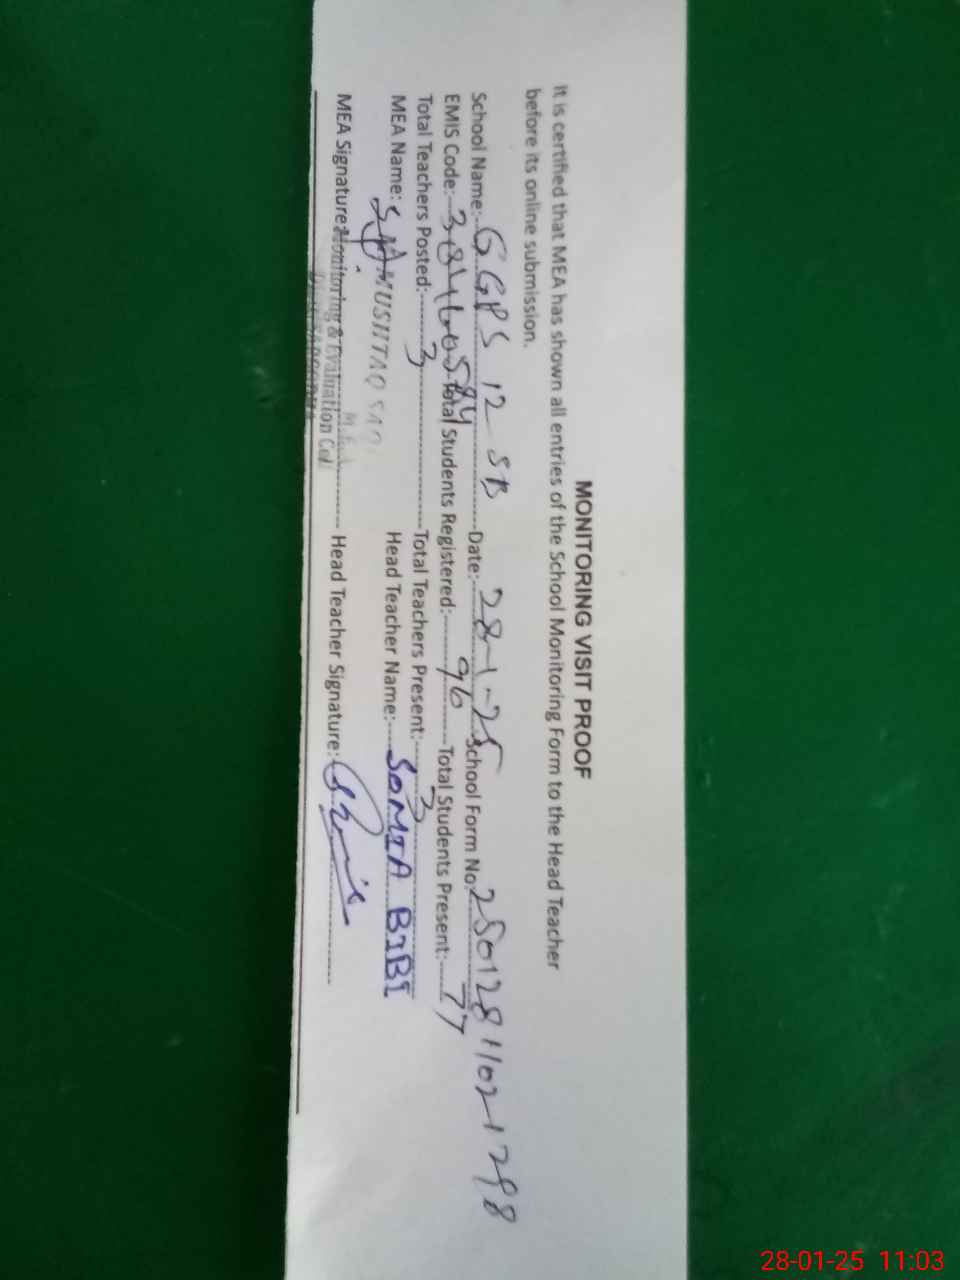 MONITORING VISIT PROOF
It is certified that MEA has shown all entries of the School Monitoring Form to the Head Teacher
before its online submission.
School Name: GGPS 12 SB Date: 28-1-25 School Form No: 25012811021298
EMIS Code: 38460584 Total Students Registered: 96 Total Students Present: 77
Total Teachers Posted: 3 Total Teachers Present: 3
MEA Name: MUSHTAQ Head Teacher Name: SOMIA BIBI
MEA Signature: Monitoring & Evaluation Cell Head Teacher Signature:
28-01-25 11:03